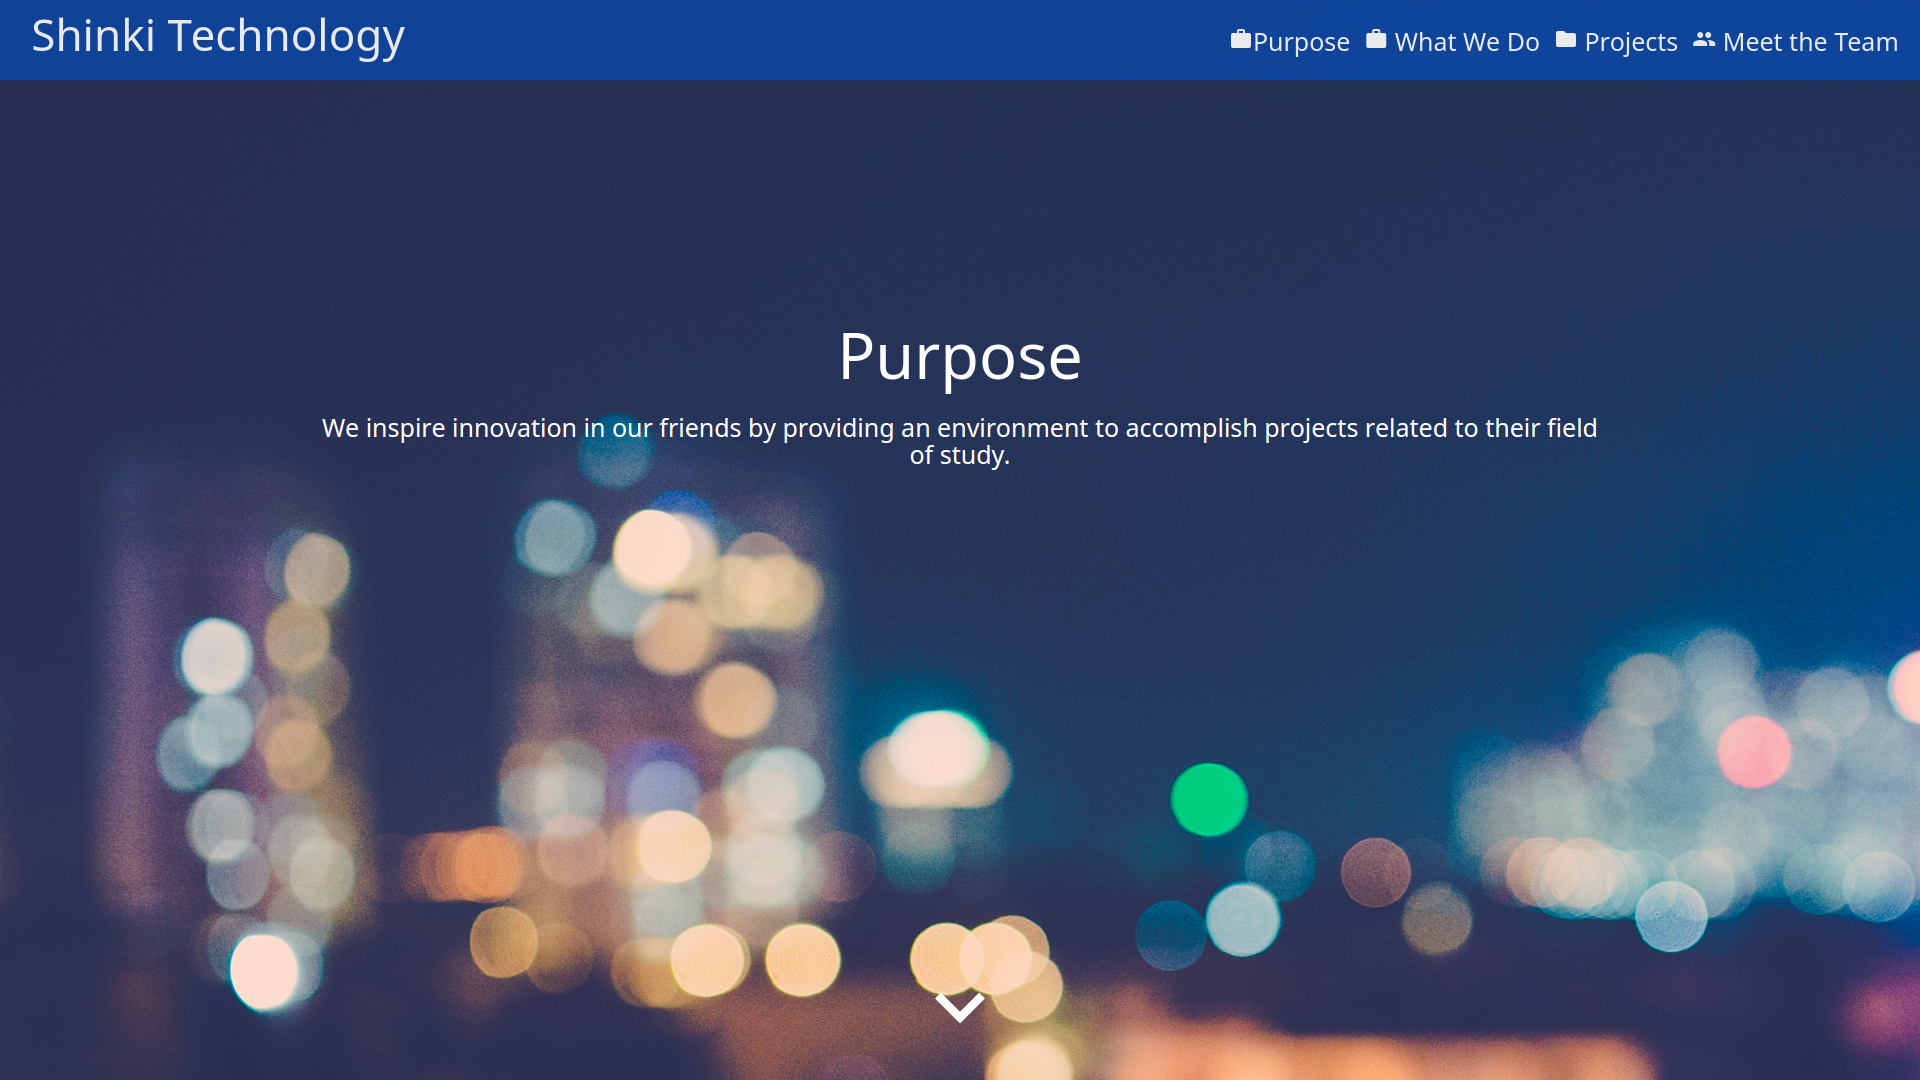 Shinki Technology
Purpose What We Do Projects Meet the Team
Purpose
We inspire innovation in our friends by providing an environment to accomplish projects related to their field
of study.